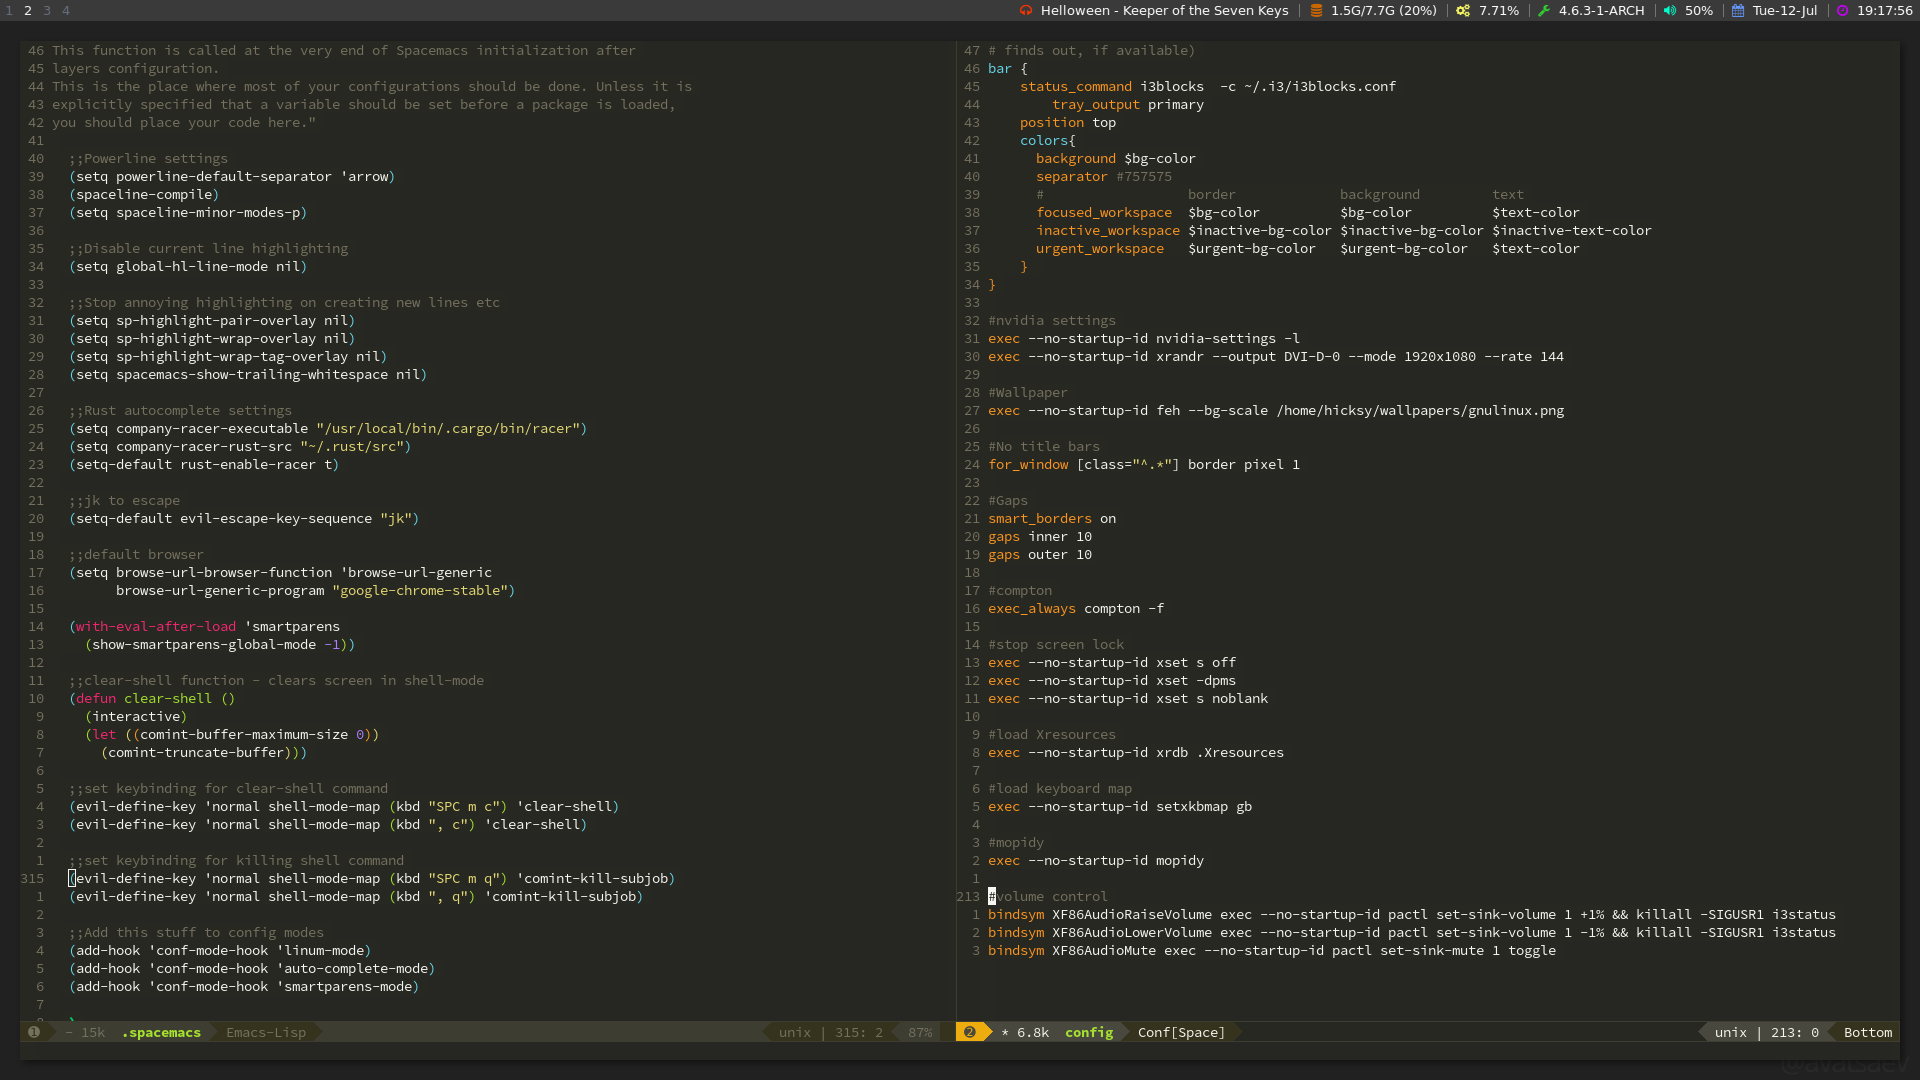 1 2 3 4
Helloween - Keeper of the Seven Keys | 1.5G/7.7G (20%) | 7.71% | 4.6.3-1-ARCH | 50% | Tue-12-Jul | 19:17:56
46 This function is called at the very end of Spacemacs initialization after
45 layers configuration.
44 This is the place where most of your configurations should be done. Unless it is
43 explicitly specified that a variable should be set before a package is loaded,
42 you should place your code here."
41
40 ;;Powerline settings
39 (setq powerline-default-separator 'arrow)
38 (spaceline-compile)
37 (setq spaceline-minor-modes-p)
36
35 ;;Disable current line highlighting
34 (setq global-hl-line-mode nil)
33
32 ;;Stop annoying highlighting on creating new lines etc
31 (setq sp-highlight-pair-overlay nil)
30 (setq sp-highlight-wrap-overlay nil)
29 (setq sp-highlight-wrap-tag-overlay nil)
28 (setq spacemacs-show-trailing-whitespace nil)
27
26 ;;Rust autocomplete settings
25 (setq company-racer-executable "/usr/local/bin/.cargo/bin/racer")
24 (setq company-racer-rust-src "~/.rust/src")
23 (setq-default rust-enable-racer t)
22
21 ;;jk to escape
20 (setq-default evil-escape-key-sequence "jk")
19
18 ;;default browser
17 (setq browse-url-browser-function 'browse-url-generic
16 browse-url-generic-program "google-chrome-stable")
15
14 (with-eval-after-load 'smartparens
13 (show-smartparens-global-mode -1))
12
11 ;;clear-shell function - clears screen in shell-mode
10 (defun clear-shell ()
9 (interactive)
8 (let ((comint-buffer-maximum-size 0))
7 (comint-truncate-buffer)))
6
5 ;;set keybinding for clear-shell command
4 (evil-define-key 'normal shell-mode-map (kbd "SPC m c") 'clear-shell)
3 (evil-define-key 'normal shell-mode-map (kbd ", c") 'clear-shell)
2
1 ;;set keybinding for killing shell command
315 (evil-define-key 'normal shell-mode-map (kbd "SPC m q") 'comint-kill-subjob)
1 (evil-define-key 'normal shell-mode-map (kbd ", q") 'comint-kill-subjob)
2
3 ;;Add this stuff to config modes
4 (add-hook 'conf-mode-hook 'linum-mode)
5 (add-hook 'conf-mode-hook 'auto-complete-mode)
6 (add-hook 'conf-mode-hook 'smartparens-mode)
7
1 - 15k .spacemacs Emacs-Lisp unix | 315: 2 87%
47 # finds out, if available)
46 bar {
45 status_command i3blocks -c ~/.i3/i3blocks.conf
44 tray_output primary
43 position top
42 colors{
41 background $bg-color
40 separator #757575
39 # border background text
38 focused_workspace $bg-color $bg-color $text-color
37 inactive_workspace $inactive-bg-color $inactive-bg-color $inactive-text-color
36 urgent_workspace $urgent-bg-color $urgent-bg-color $text-color
35 }
34 }
33
32 #nvidia settings
31 exec --no-startup-id nvidia-settings -l
30 exec --no-startup-id xrandr --output DVI-D-0 --mode 1920x1080 --rate 144
29
28 #Wallpaper
27 exec --no-startup-id feh --bg-scale /home/hicksy/wallpapers/gnulinux.png
26
25 #No title bars
24 for_window [class="^.*"] border pixel 1
23
22 #Gaps
21 smart_borders on
20 gaps inner 10
19 gaps outer 10
18
17 #compton
16 exec_always compton -f
15
14 #stop screen lock
13 exec --no-startup-id xset s off
12 exec --no-startup-id xset -dpms
11 exec --no-startup-id xset s noblank
10
9 #load Xresources
8 exec --no-startup-id xrdb .Xresources
7
6 #load keyboard map
5 exec --no-startup-id setxkbmap gb
4
3 #mopidy
2 exec --no-startup-id mopidy
1
213 #volume control
1 bindsym XF86AudioRaiseVolume exec --no-startup-id pactl set-sink-volume 1 +1% && killall -SIGUSR1 i3status
2 bindsym XF86AudioLowerVolume exec --no-startup-id pactl set-sink-volume 1 -1% && killall -SIGUSR1 i3status
3 bindsym XF86AudioMute exec --no-startup-id pactl set-sink-mute 1 toggle
2 * 6.8k config Conf[Space] unix | 213: 0 Bottom